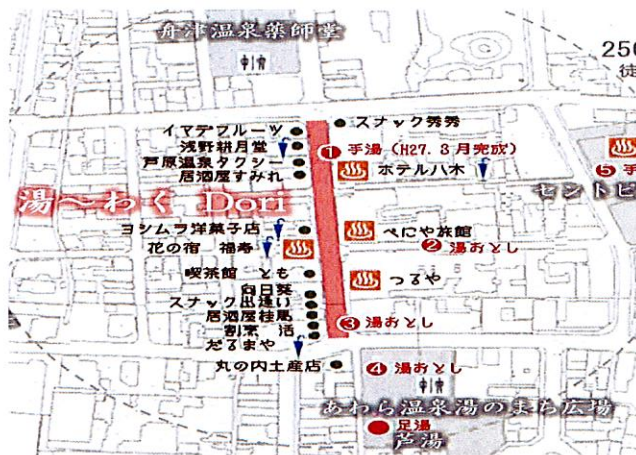 舟津温泉薬師堂
250
徒
イマデフルーツ
スナック秀秀
浅野耕月堂
❶ 手湯（H27.３月完成）
芦原温泉タクシー
ホテル八木
居酒屋すみれ
❺ 手
セントピ
湯～わく Dori
ヨシムラ洋菓子店
べにや旅館
花の宿 福寿
❷ 湯おとし
喫茶館 とも
つるや
向日葵
スナック出逢い
居酒屋桂馬
❸ 湯おとし
割烹 活
だるまや
丸の内土産店
❹ 湯おとし
あわら温泉湯のまち広場
足湯
芦湯